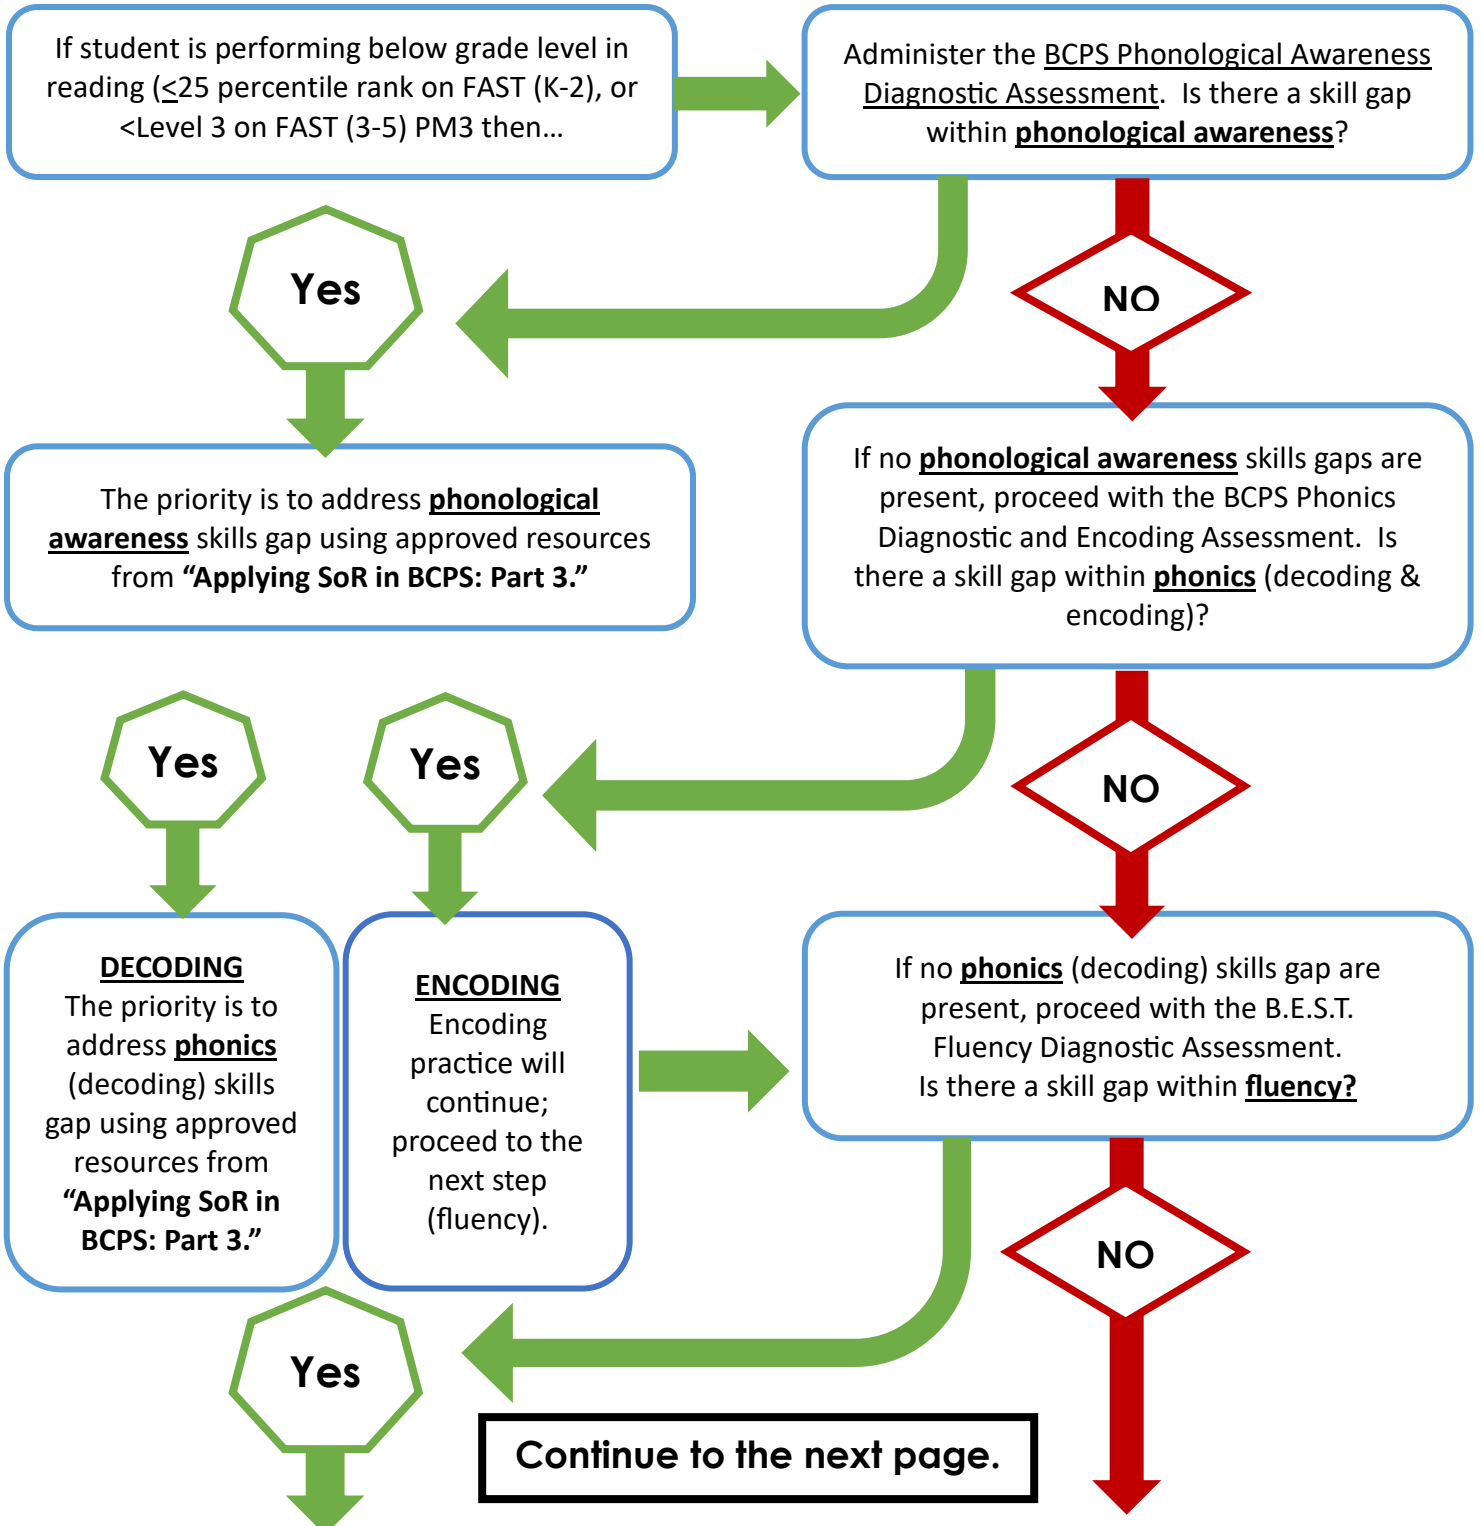 If student is performing below grade level in
reading (<25 percentile rank on FAST (K-2), or
<Level 3 on FAST (3-5) PM3 then…
Administer the BCPS Phonological Awareness
Diagnostic Assessment. Is there a skill gap
within phonological awareness?
Yes
NO
The priority is to address phonological
awareness skills gap using approved resources
from “Applying SoR in BCPS: Part 3.”
If no phonological awareness skills gaps are
present, proceed with the BCPS Phonics
Diagnostic and Encoding Assessment. Is
there a skill gap within phonics (decoding &
encoding)?
Yes
Yes
NO
DECODING
The priority is to
address phonics
(decoding) skills
gap using approved
resources from
“Applying SoR in
BCPS: Part 3.”
ENCODING
Encoding
practice will
continue;
proceed to the
next step
(fluency).
If no phonics (decoding) skills gap are
present, proceed with the B.E.S.T.
Fluency Diagnostic Assessment.
Is there a skill gap within fluency?
Yes
NO
Continue to the next page.